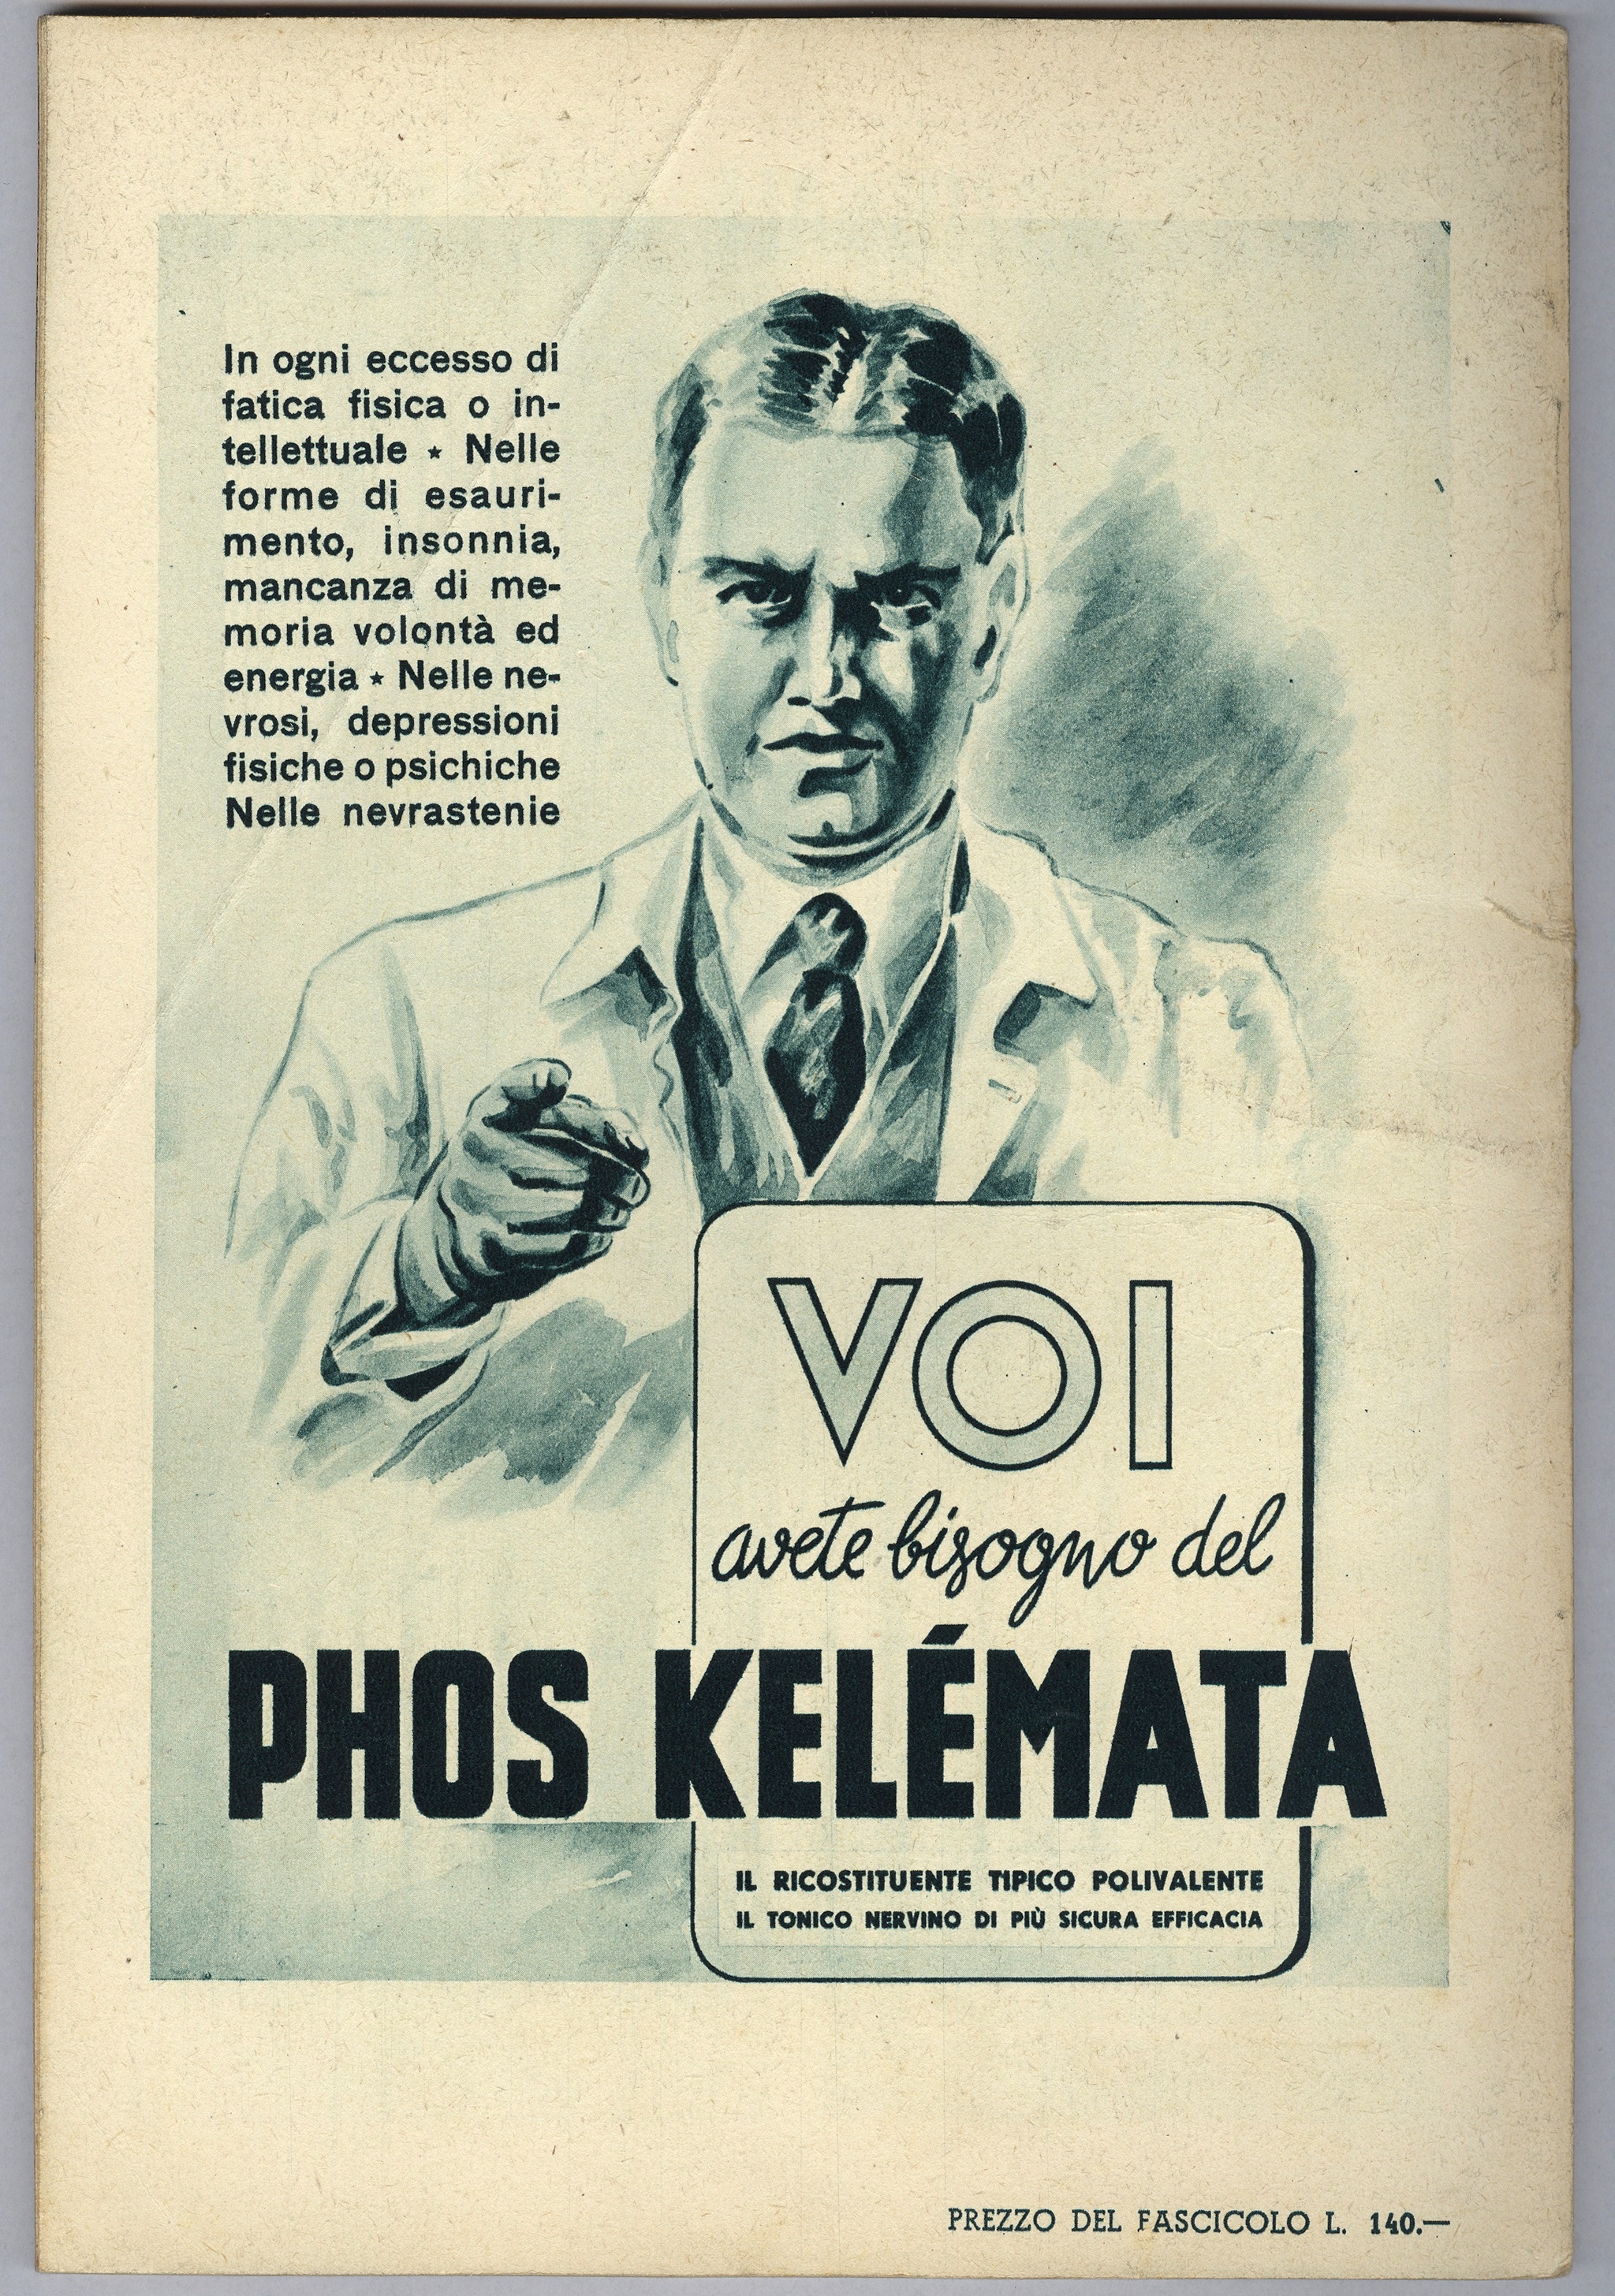 In ogni eccesso di
fatica fisica o in-
tellettuale ★ Nelle
forme di esauri-
mento, insonnia,
mancanza di me-
moria volontà ed
energia ★ Nelle ne-
vrosi, depressioni
fisiche o psichiche
Nelle nevrastenie
VOI
avete bisogno del
PHOS KELÉMATA
IL RICOSTITUENTE TIPICO POLIVALENTE
IL TONICO NERVINO DI PIÙ SICURA EFFICACIA
PREZZO DEL FASCICOLO L. 140.—